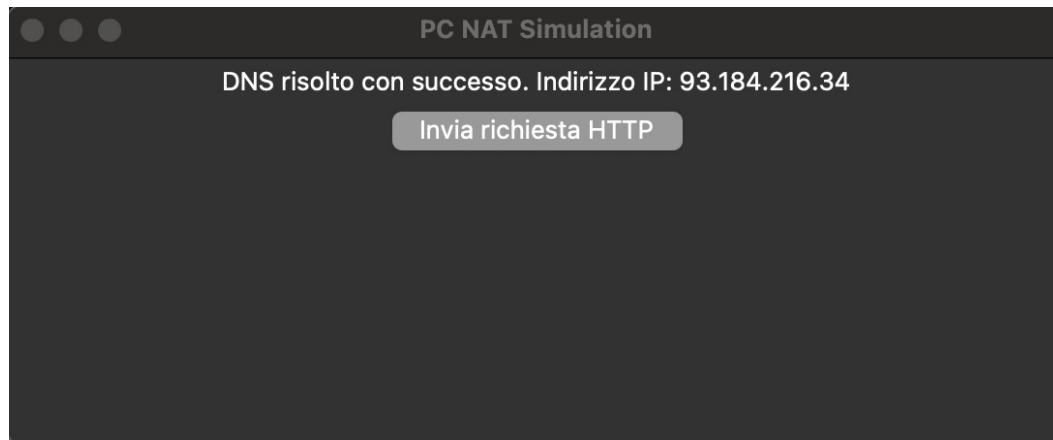 PC NAT Simulation
DNS risolto con successo. Indirizzo IP: 93.184.216.34
Invia richiesta HTTP